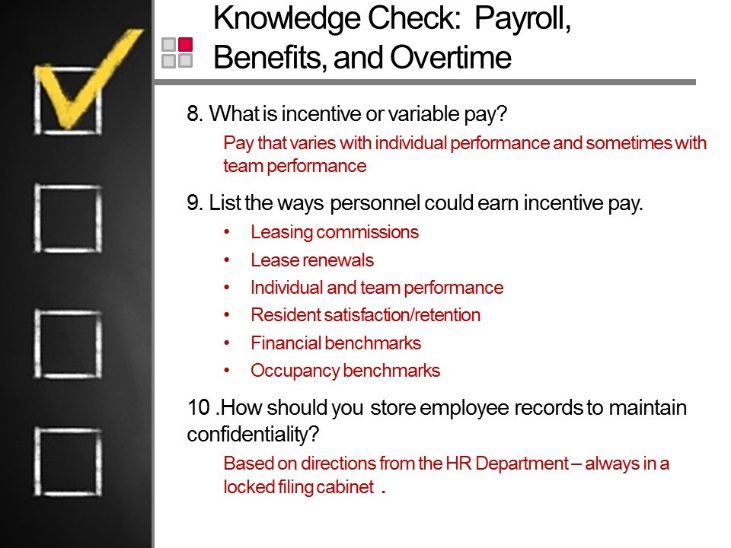 Knowledge Check:  Payroll,
Benefits, and Overtime
8. What is incentive or variable pay?
Pay that varies with individual performance and sometimes with
team performance
9. List the ways personnel could earn incentive pay.
• Leasing commissions
• Lease renewals
• Individual and team performance
• Resident satisfaction/retention
• Financial benchmarks
• Occupancy benchmarks
10 .How should you store employee records to maintain
confidentiality?
Based on directions from the HR Department – always in a
locked filing cabinet .